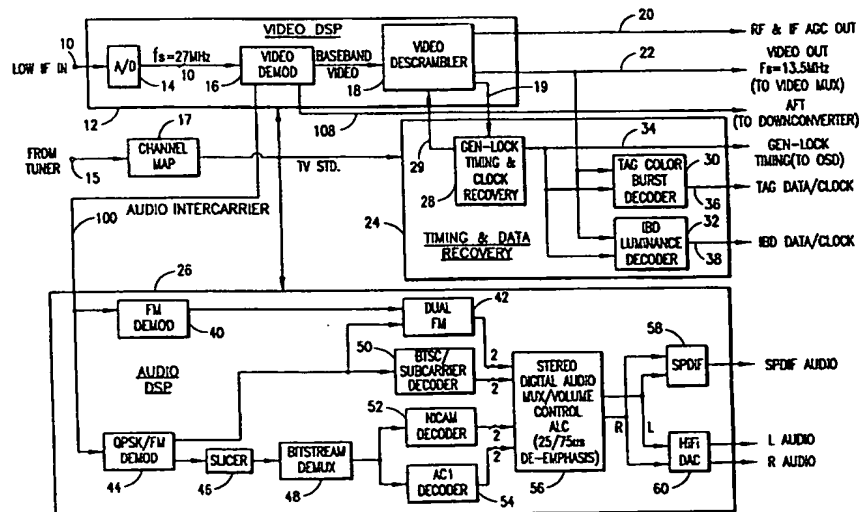 VIDEO DSP
20
RF & IF AGC OUT
10
LOW IF IN
A/D
14
fs=27MHz
10
VIDEO
DEMOD
16
BASEBAND
VIDEO
VIDEO
DESCRAMBLER
18
22
VIDEO OUT
Fs=13.5MHz
(TO VIDEO MUX)
19
12
108
AFT
(TO DOWNCONVERTER)
17
CHANNEL
MAP
FROM
TUNER
15
TV STD.
29
GEN-LOCK
TIMING &
CLOCK
RECOVERY
28
34
GEN-LOCK
TIMING(TO OSD)
30
TAG COLOR
BURST
DECODER
36
TAG DATA/CLOCK
100
AUDIO INTERCARRIER
24
TIMING & DATA
RECOVERY
32
IBD
LUMINANCE
DECODER
38
IBD DATA/CLOCK
26
FM
DEMOD
40
DUAL
FM
42
AUDIO
DSP
50
BTSC/
SUBCARRIER
DECODER
2
2
STEREO
DIGITAL AUDIO
MUX/VOLUME
CONTROL
ALC
(25/75us
DE-EMPHASIS)
56
58
SPDIF
SPDIF AUDIO
52
NICAM
DECODER
2
R
L
QPSK/FM
DEMOD
44
SLICER
46
BITSTREAM
DEMUX
48
AC1
DECODER
54
2
HiFi
DAC
60
L AUDIO
R AUDIO